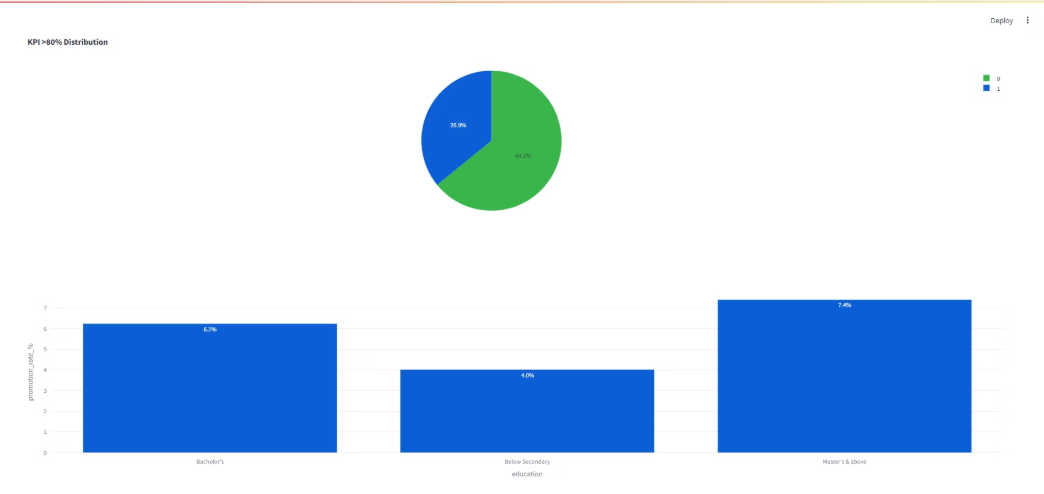 Deploy
KPI >80% Distribution
0
1
35.9%
64.1%
7
6
5
4
3
2
1
0
promotion_rate_%
6.2%
4.0%
7.4%
Bachelor's
Below Secondary
Master's & above
education